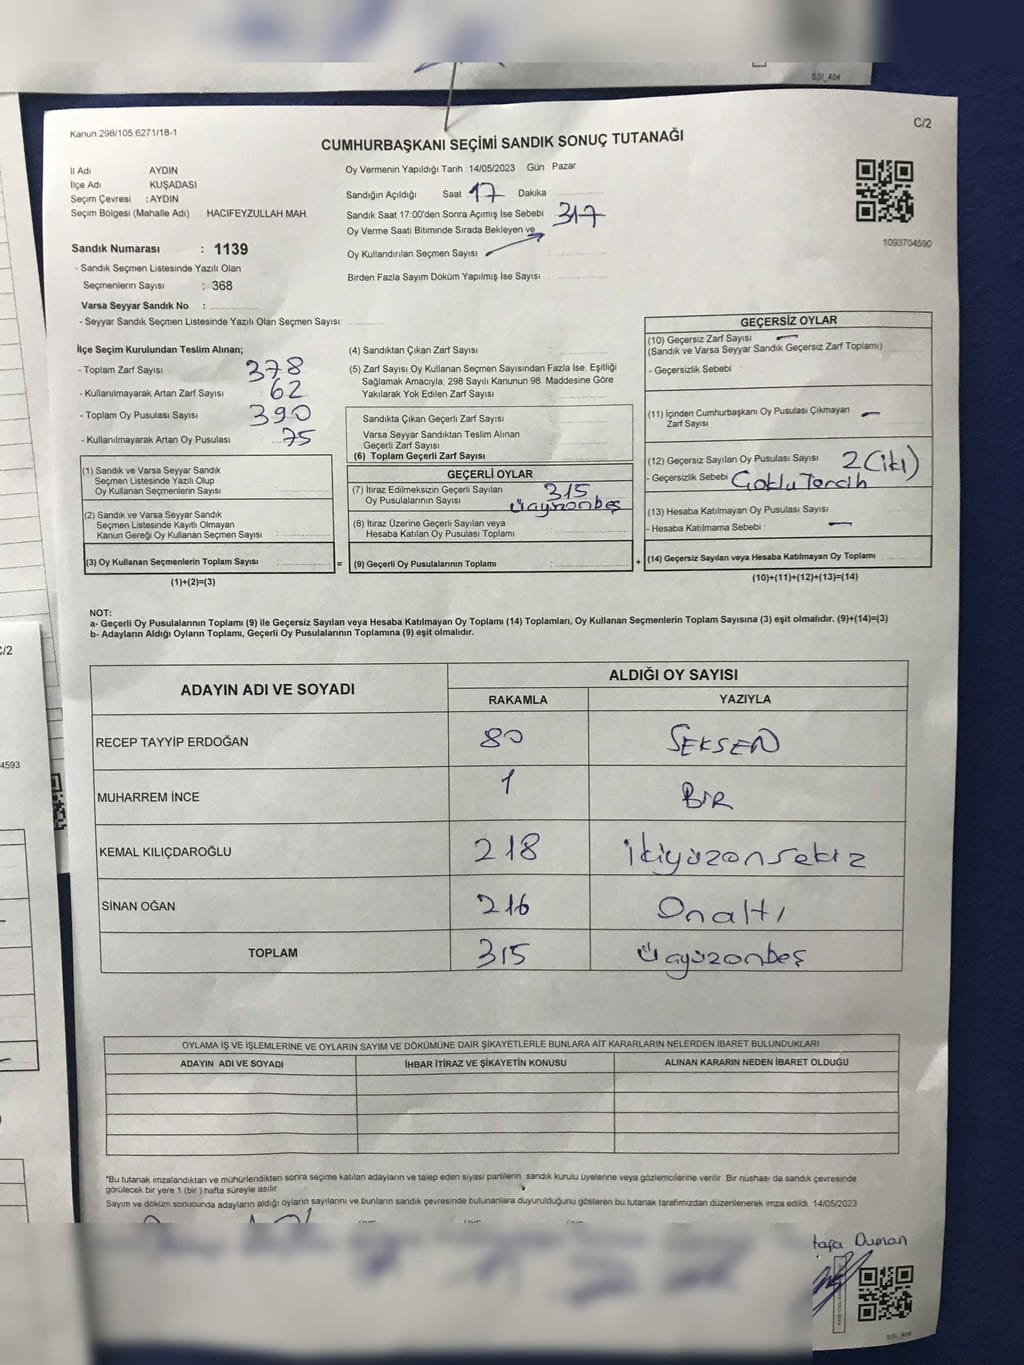 S3I_404
C/2
Kanun:298/105,6271/18-1
CUMHURBAŞKANI SEÇİMİ SANDIK SONUÇ TUTANAĞI
İl Adı AYDIN
İlçe Adı KUŞADASI
Seçim Çevresi : AYDIN
Seçim Bölgesi (Mahalle Adı) HACIFEYZULLAH MAH.
Sandık Numarası : 1139
- Sandık Seçmen Listesinde Yazılı Olan
Seçmenlerin Sayısı : 368
Varsa Seyyar Sandık No :
- Seyyar Sandık Seçmen Listesinde Yazılı Olan Seçmen Sayısı:
Oy Vermenin Yapıldığı Tarih :14/05/2023 Gün : Pazar
Sandığın Açıldığı Saat 17 Dakika
Sandık Saat 17:00'den Sonra Açımış İse Sebebi 317
Oy Verme Saati Bitiminde Sırada Bekleyen ve
Oy Kullandırılan Seçmen Sayısı
Birden Fazla Sayım Döküm Yapılmış İse Sayısı
1093704590
İlçe Seçim Kurulundan Teslim Alınan;
- Toplam Zarf Sayısı 378
- Kullanılmayarak Artan Zarf Sayısı : 62
- Toplam Oy Pusulası Sayısı 390
- Kullanılmayarak Artan Oy Pusulası : 75
(1) Sandık ve Varsa Seyyar Sandık
Seçmen Listesinde Yazılı Olup
Oy Kullanan Seçmenlerin Sayısı
(2) Sandık ve Varsa Seyyar Sandık
Seçmen Listesinde Kayıtlı Olmayan
Kanun Gereği Oy Kullanan Seçmen Sayısı :
(3) Oy Kullanan Seçmenlerin Toplam Sayısı
(1)+(2)=(3)
=
(4) Sandıktan Çıkan Zarf Sayısı
(5) Zarf Sayısı Oy Kullanan Seçmen Sayısından Fazla İse, Eşitliği
Sağlamak Amacıyla; 298 Sayılı Kanunun 98. Maddesine Göre
Yakılarak Yok Edilen Zarf Sayısı
Sandıkta Çıkan Geçerli Zarf Sayısı
Varsa Seyyar Sandıktan Teslim Alınan
Geçerli Zarf Sayısı
(6) Toplam Geçerli Zarf Sayısı
GEÇERLİ OYLAR
(7) İtiraz Edilmeksizin Geçerli Sayılan 315
Oy Pusulalarının Sayısı Üçyüzonbeş
(8) İtiraz Üzerine Geçerli Sayılan veya
Hesaba Katılan Oy Pusulası Toplamı
(9) Geçerli Oy Pusulalarının Toplamı :
+
GEÇERSİZ OYLAR
(10) Geçersiz Zarf Sayısı —
(Sandık ve Varsa Seyyar Sandık Geçersiz Zarf Toplamı)
- Geçersizlik Sebebi :
(11) İçinden Cumhurbaşkanı Oy Pusulası Çıkmayan —
Zarf Sayısı
(12) Geçersiz Sayılan Oy Pusulası Sayısı 2(iki)
- Geçersizlik Sebebi Çoklu Tercih
(13) Hesaba Katılmayan Oy Pusulası Sayısı
- Hesaba Katılmama Sebebi : —
(14) Geçersiz Sayılan veya Hesaba Katılmayan Oy Toplamı
(10)+(11)+(12)+(13)=(14)
NOT:
a- Geçerli Oy Pusulalarının Toplamı (9) ile Geçersiz Sayılan veya Hesaba Katılmayan Oy Toplamı (14) Toplamları, Oy Kullanan Seçmenlerin Toplam Sayısına (3) eşit olmalıdır. (9)+(14)=(3)
b- Adayların Aldığı Oyların Toplamı, Geçerli Oy Pusulalarının Toplamına (9) eşit olmalıdır.
ADAYIN ADI VE SOYADI ALDIĞI OY SAYISI
RAKAMLA YAZIYLA
RECEP TAYYİP ERDOĞAN 80 SEKSEN
MUHARREM İNCE 1 BİR
KEMAL KILIÇDAROĞLU 218 ikiyüzonsekiz
SİNAN OĞAN 216 Onaltı
TOPLAM 315 Üçyüzonbeş
OYLAMA İŞ VE İŞLEMLERİNE VE OYLARIN SAYIM VE DÖKÜMÜNE DAİR ŞİKAYETLERLE BUNLARA AİT KARARLARIN NELERDEN İBARET BULUNDUKLARI
ADAYIN ADI VE SOYADI İHBAR İTİRAZ VE ŞİKAYETİN KONUSU ALINAN KARARIN NEDEN İBARET OLDUĞU
"Bu tutanak imzalandıktan ve mühürlendikten sonra seçime katılan adayların ve talep eden siyasi partilerin sandık kurulu üyelerine veya gözlemcilerine verilir. Bir nüshası da sandık çevresinde
görülecek bir yere 1 (bir) hafta süreyle asılır.
Sayım ve döküm sonucunda adayların aldığı oyların sayılarını ve bunların sandık çevresinde bulunanlara duyurulduğunu gösteren bu tutanak tarafımızdan düzenlenerek imza edildi. 14/05/2023
tafa Duman
S3I_404
C/2
4593